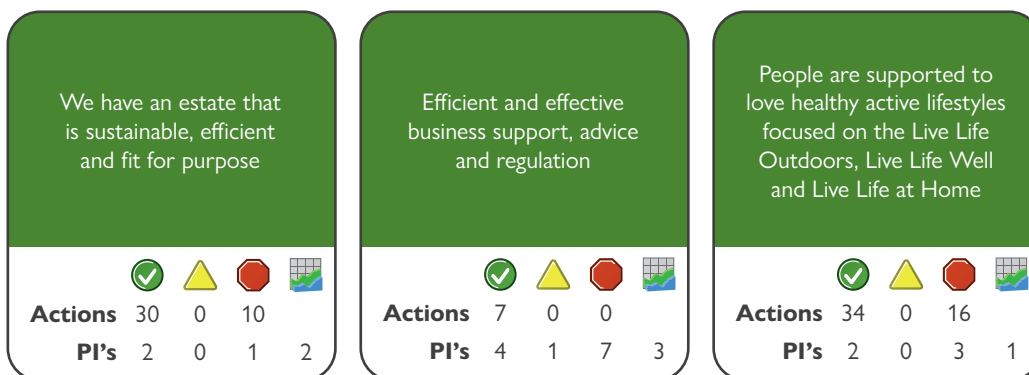 We have an estate that
is sustainable, efficient
and fit for purpose
Actions 30 0 10
PI's 2 0 1 2
Efficient and effective
business support, advice
and regulation
Actions 7 0 0
PI's 4 1 7 3
People are supported to
love healthy active lifestyles
focused on the Live Life
Outdoors, Live Life Well
and Live Life at Home
Actions 34 0 16
PI's 2 0 3 1